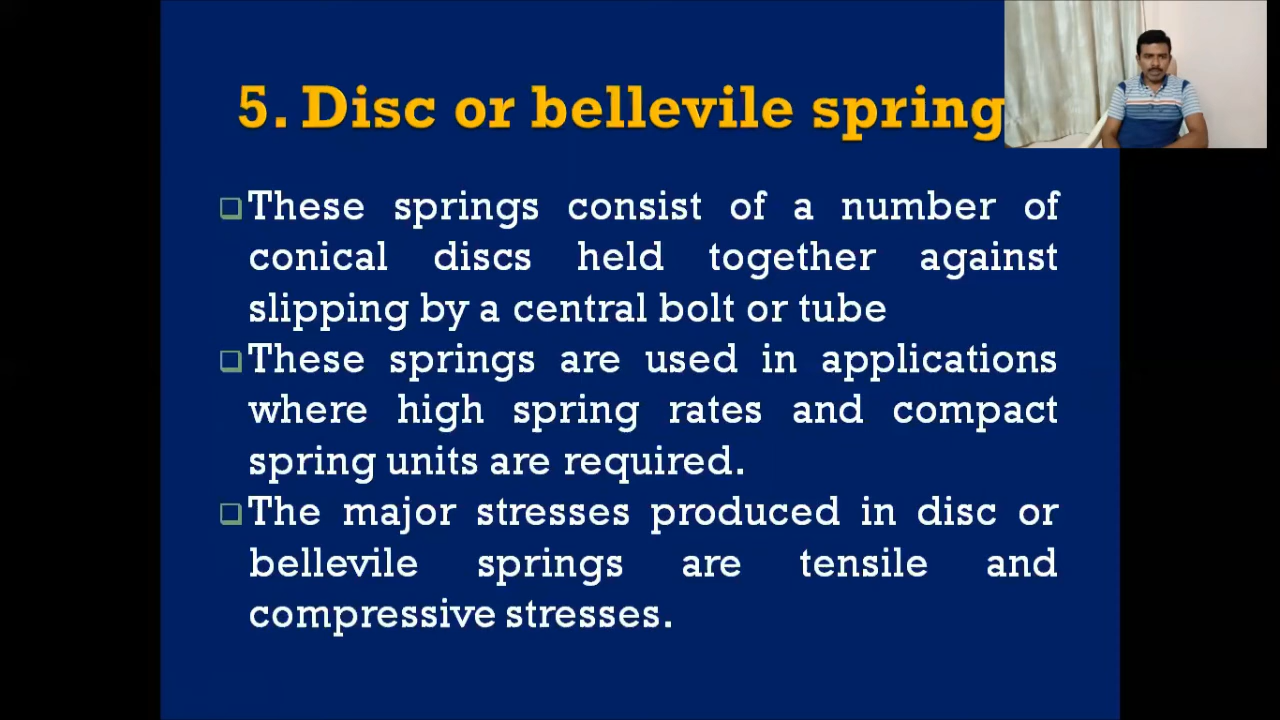 5. Disc or bellevile spring
These springs consist of a number of
conical discs held together against
slipping by a central bolt or tube
These springs are used in applications
where high spring rates and compact
spring units are required.
The major stresses produced in disc or
bellevile springs are tensile and
compressive stresses.